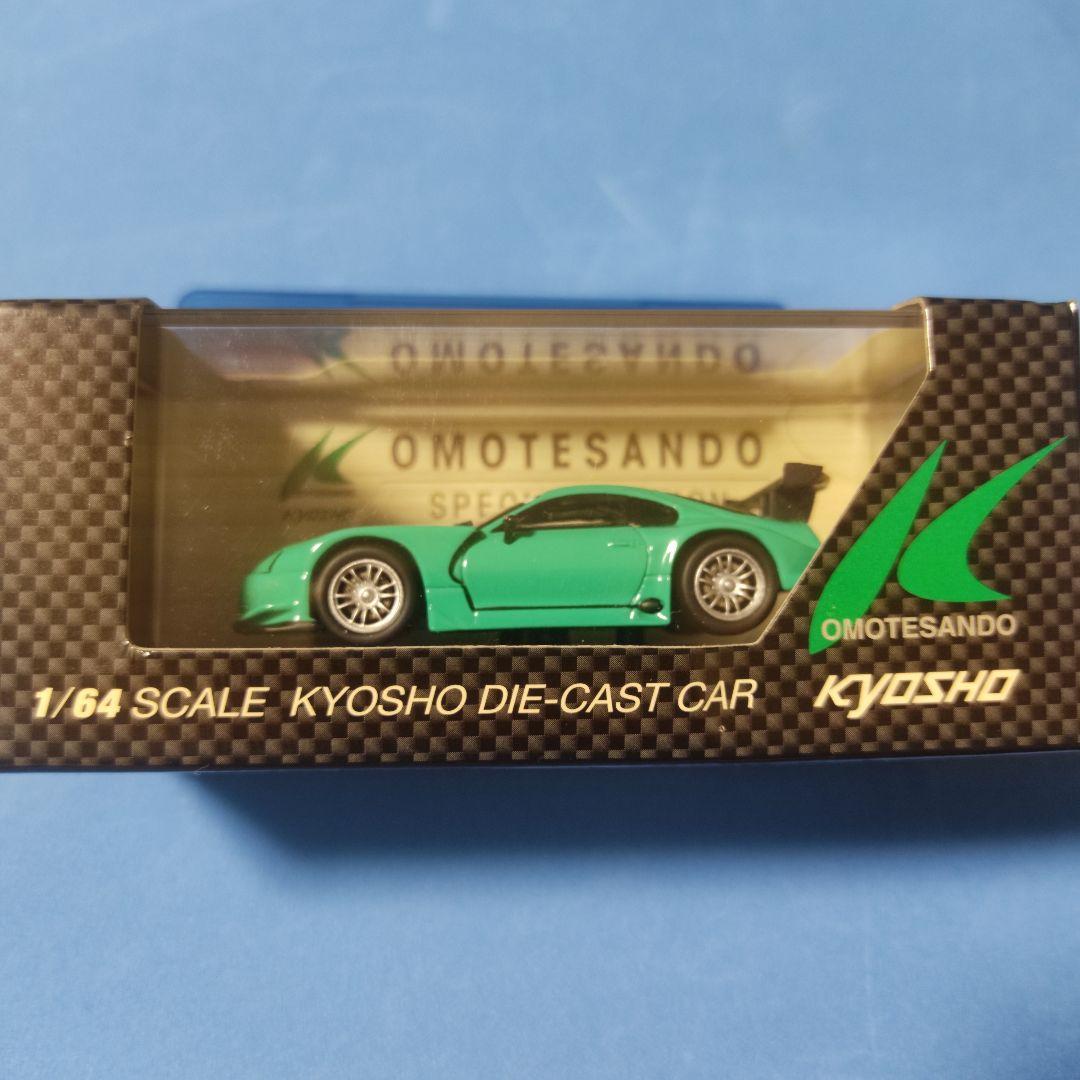 OMOTESANDO
OMOTESANDO
OMOTESANDO
KYOSHO
1/64 SCALE KYOSHO DIE-CAST CAR